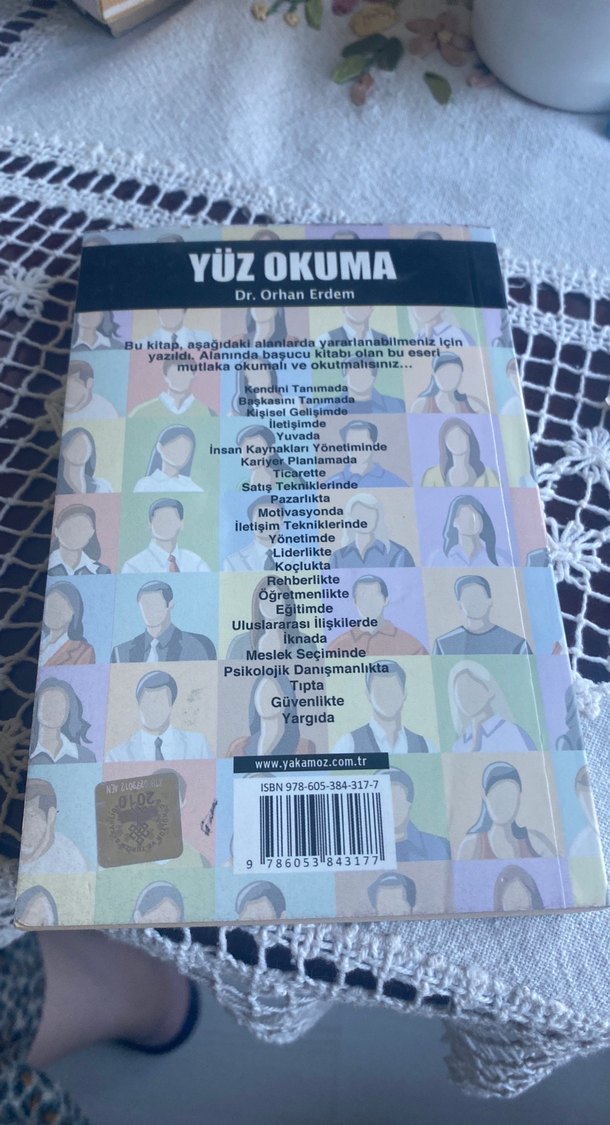 YÜZ OKUMA
Dr. Orhan Erdem
Bu kitap, aşağıdaki alanlarda yararlanabilmeniz için
yazıldı. Alanında başucu kitabı olan bu eseri
mutlaka okumalı ve okutmalısınız...
Kendini Tanımada
Başkasını Tanımada
Kişisel Gelişimde
İletişimde
Yuvada
İnsan Kaynakları Yönetiminde
Kariyer Planlamada
Ticarette
Satış Tekniklerinde
Pazarlıkta
Motivasyonda
İletişim Tekniklerinde
Yönetimde
Liderlikte
Koçlukta
Rehberlikte
Öğretmenlikte
Eğitimde
Uluslararası İlişkilerde
İknada
Meslek Seçiminde
Psikolojik Danışmanlıkta
Tıpta
Güvenlikte
Yargıda
www.yakamoz.com.tr
ISBN 978-605-384-317-7
9 786053 843177
2010